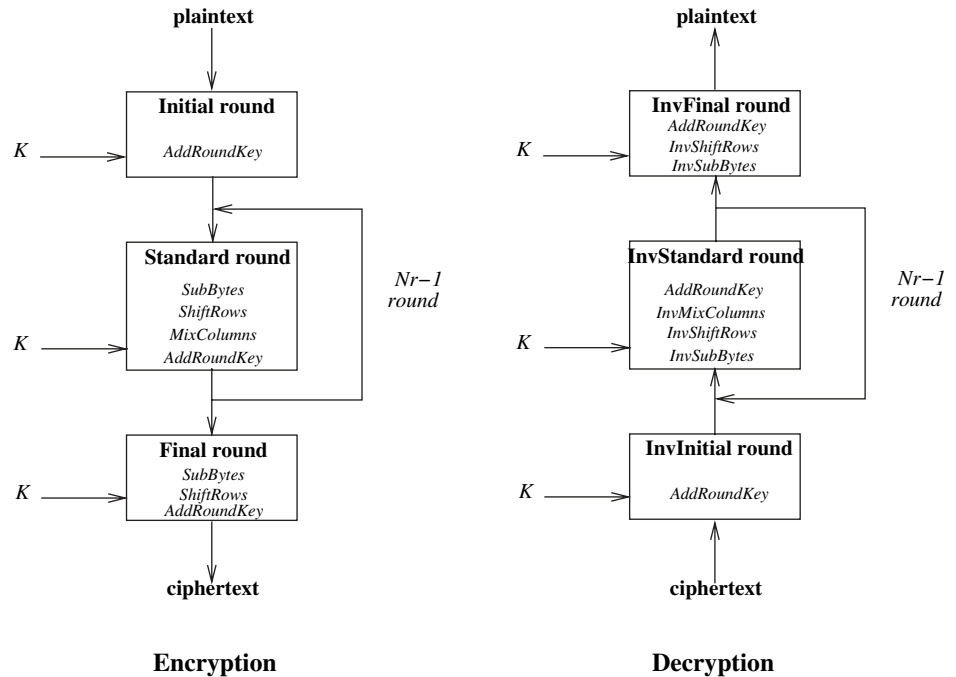 plaintext
Initial round
K
AddRoundKey
Standard round
SubBytes
ShiftRows
MixColumns
K
AddRoundKey
Nr−1
round
Final round
SubBytes
K
ShiftRows
AddRoundKey
ciphertext
Encryption
plaintext
InvFinal round
AddRoundKey
K
InvShiftRows
InvSubBytes
InvStandard round
AddRoundKey
InvMixColumns
InvShiftRows
K
InvSubBytes
Nr−1
round
InvInitial round
K
AddRoundKey
ciphertext
Decryption